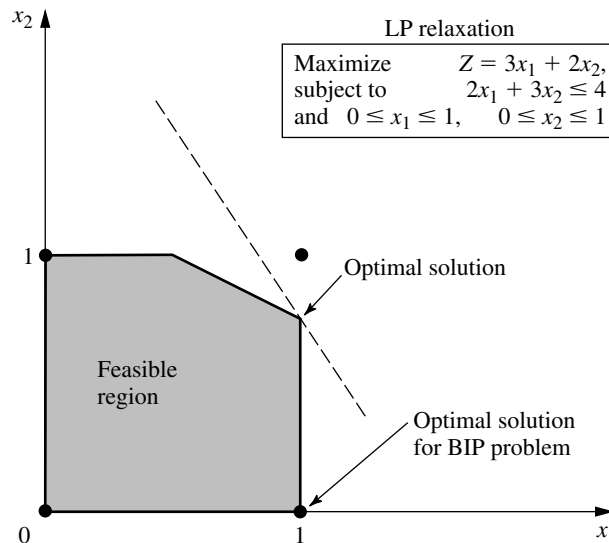 x₂
LP relaxation
Maximize Z = 3x₁ + 2x₂,
subject to 2x₁ + 3x₂ ≤ 4
and 0 ≤ x₁ ≤ 1, 0 ≤ x₂ ≤ 1
1
Optimal solution
Feasible
region
Optimal solution
for BIP problem
0
1
x